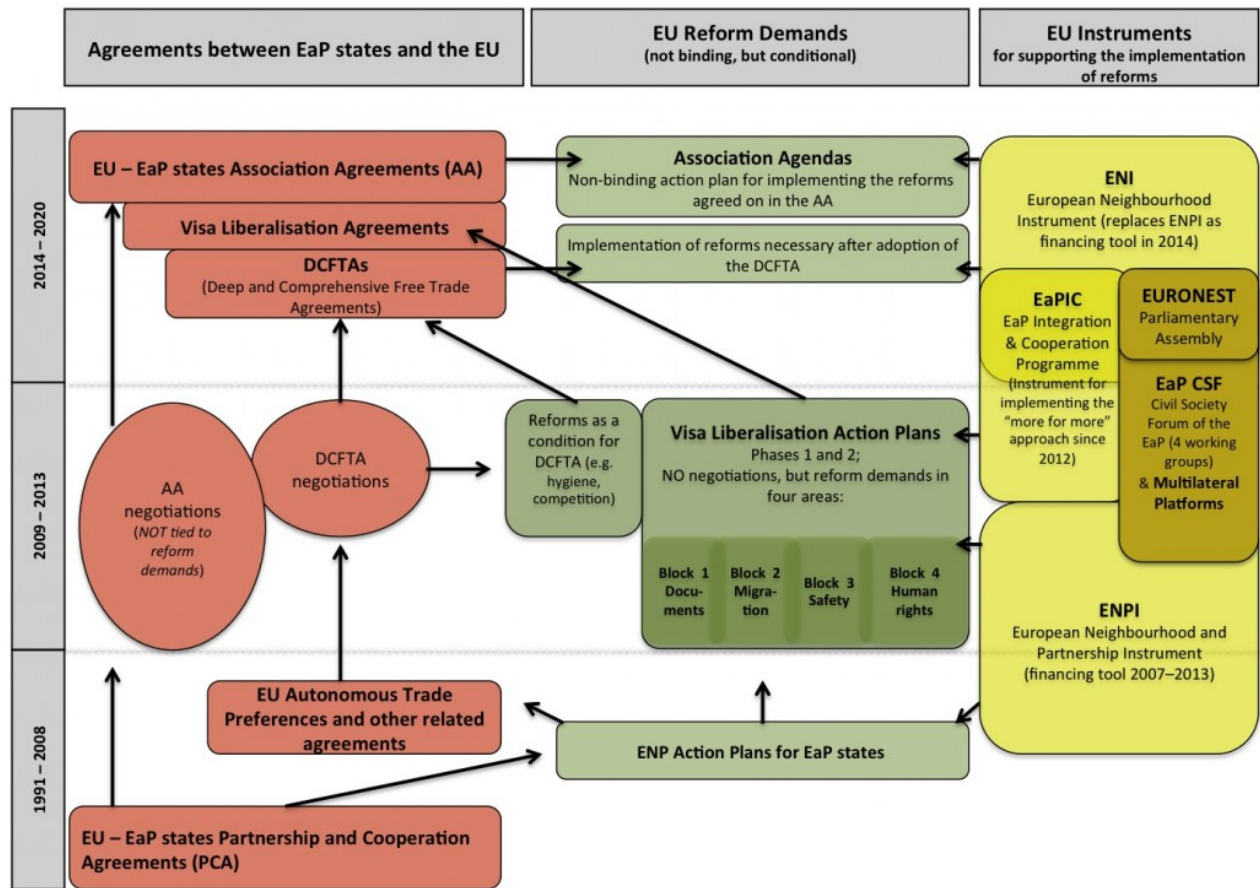 Agreements between EaP states and the EU
EU Reform Demands
(not binding, but conditional)
EU Instruments
for supporting the implementation
of reforms
2014 – 2020
EU – EaP states Association Agreements (AA)
Visa Liberalisation Agreements
DCFTAs
(Deep and Comprehensive Free Trade
Agreements)
Association Agendas
Non-binding action plan for implementing the reforms
agreed on in the AA
Implementation of reforms necessary after adoption of
the DCFTA
ENI
European Neighbourhood
Instrument (replaces ENPI as
financing tool in 2014)
EaPIC
EaP Integration
& Cooperation
Programme
(Instrument for
implementing the
“more for more”
approach since
2012)
EURONEST
Parliamentary
Assembly
EaP CSF
Civil Society
Forum of the
EaP (4 working
groups)
& Multilateral
Platforms
2009 – 2013
AA
negotiations
(NOT tied to
reform
demands)
DCFTA
negotiations
Reforms as a
condition for
DCFTA (e.g.
hygiene,
competition)
Visa Liberalisation Action Plans
Phases 1 and 2;
NO negotiations, but reform demands in
four areas:
Block 1
Docu-
ments
Block 2
Migra-
tion
Block 3
Safety
Block 4
Human
rights
ENPI
European Neighbourhood and
Partnership Instrument
(financing tool 2007–2013)
1991 – 2008
EU Autonomous Trade
Preferences and other related
agreements
ENP Action Plans for EaP states
EU – EaP states Partnership and Cooperation
Agreements (PCA)